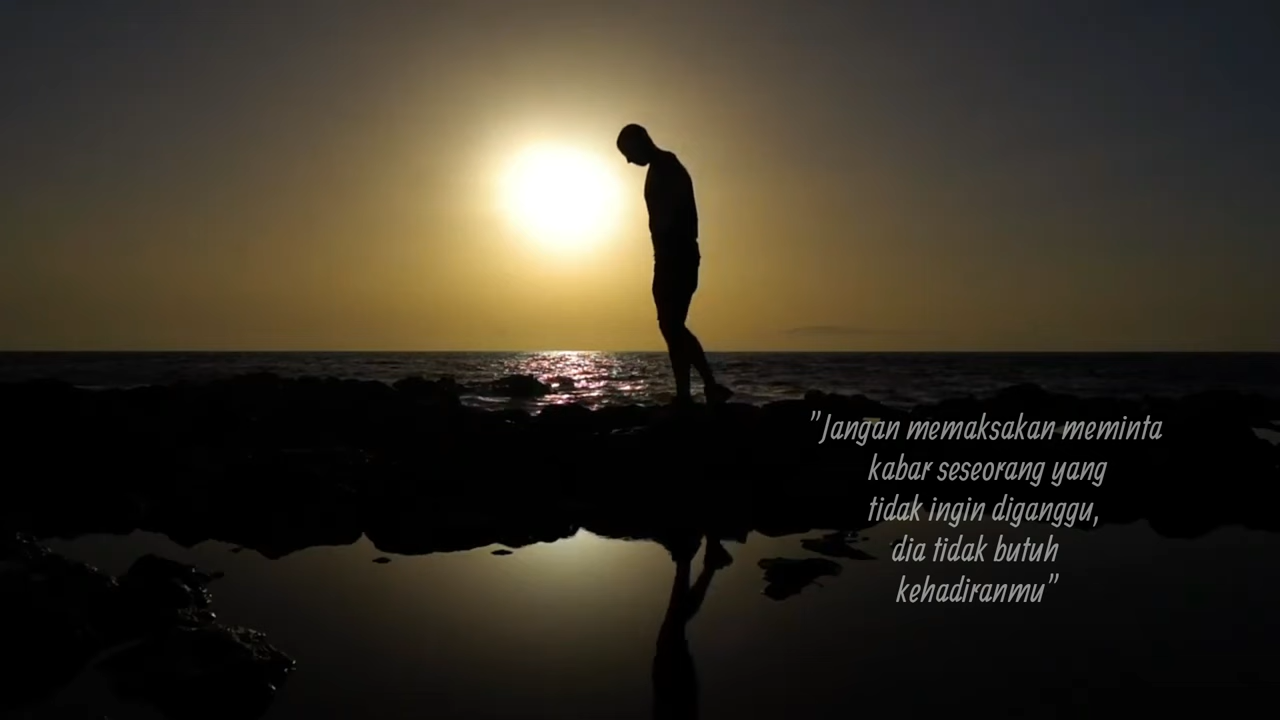 "Jangan memaksakan meminta
kabar seseorang yang
tidak ingin diganggu,
dia tidak butuh
kehadiranmu"